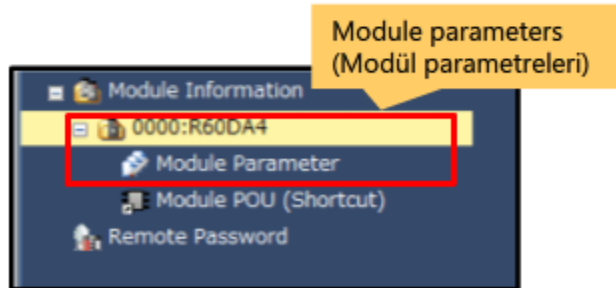 Module parameters
(Modül parametreleri)
Module Information
0000:R60DA4
Module Parameter
Module POU (Shortcut)
Remote Password